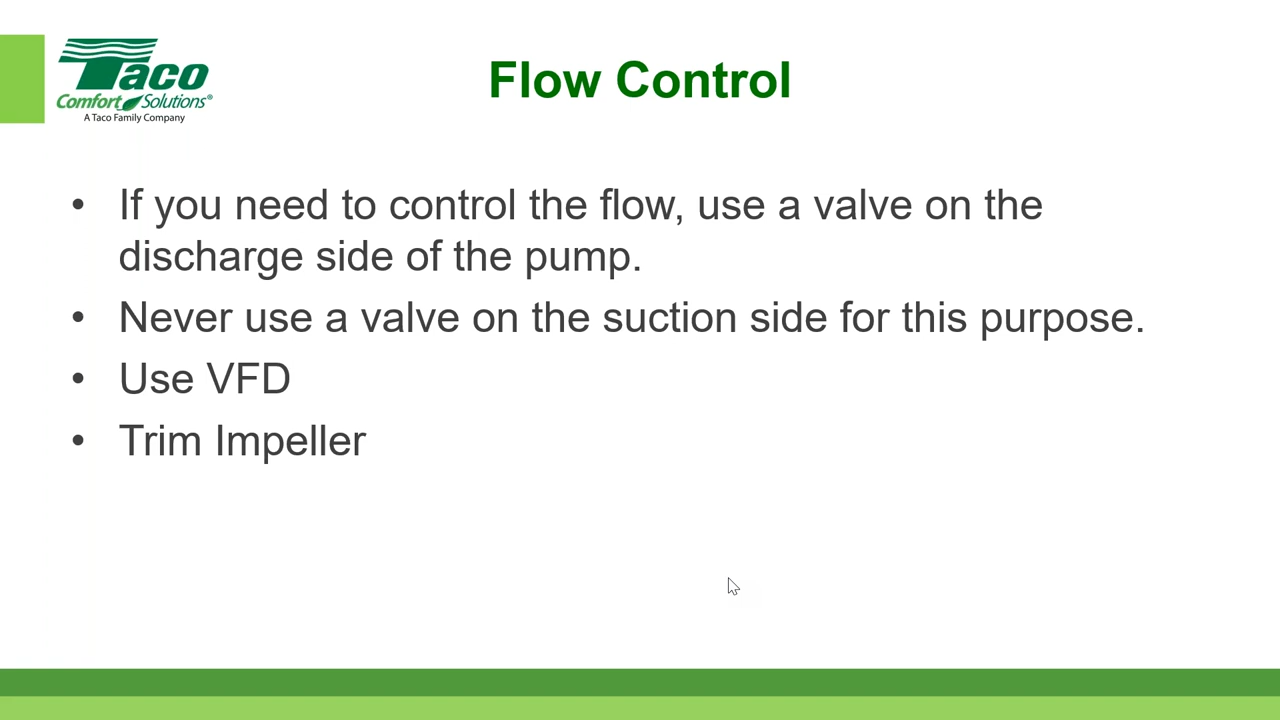 Taco
Comfort Solutions®
A Taco Family Company
Flow Control
• If you need to control the flow, use a valve on the
discharge side of the pump.
• Never use a valve on the suction side for this purpose.
• Use VFD
• Trim Impeller